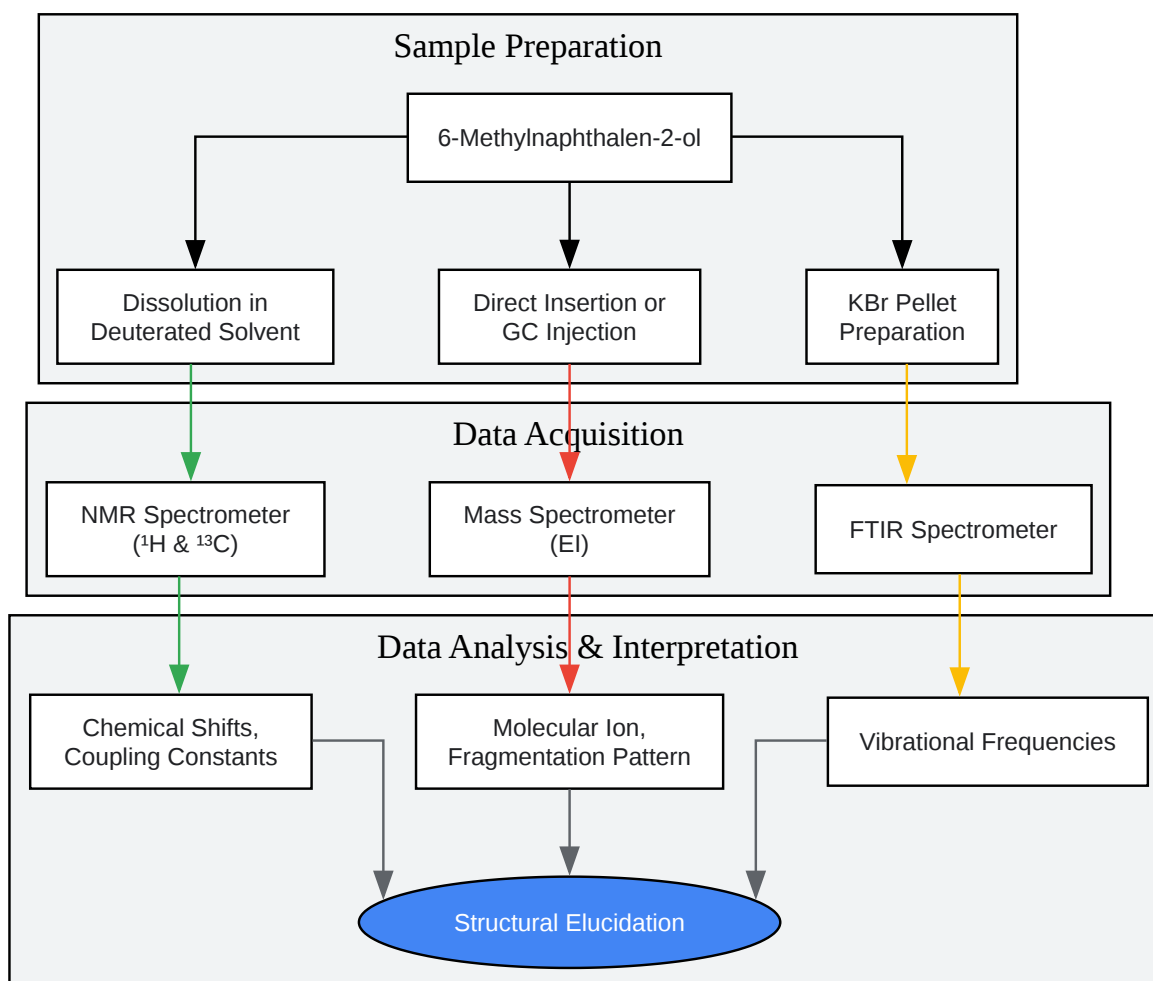 Sample Preparation
6-Methylnaphthalen-2-ol
Dissolution in
Deuterated Solvent
Direct Insertion or
GC Injection
KBr Pellet
Preparation
Data Acquisition
NMR Spectrometer
(¹H & ¹³C)
Mass Spectrometer
(EI)
FTIR Spectrometer
Data Analysis & Interpretation
Chemical Shifts,
Coupling Constants
Molecular Ion,
Fragmentation Pattern
Vibrational Frequencies
Structural Elucidation